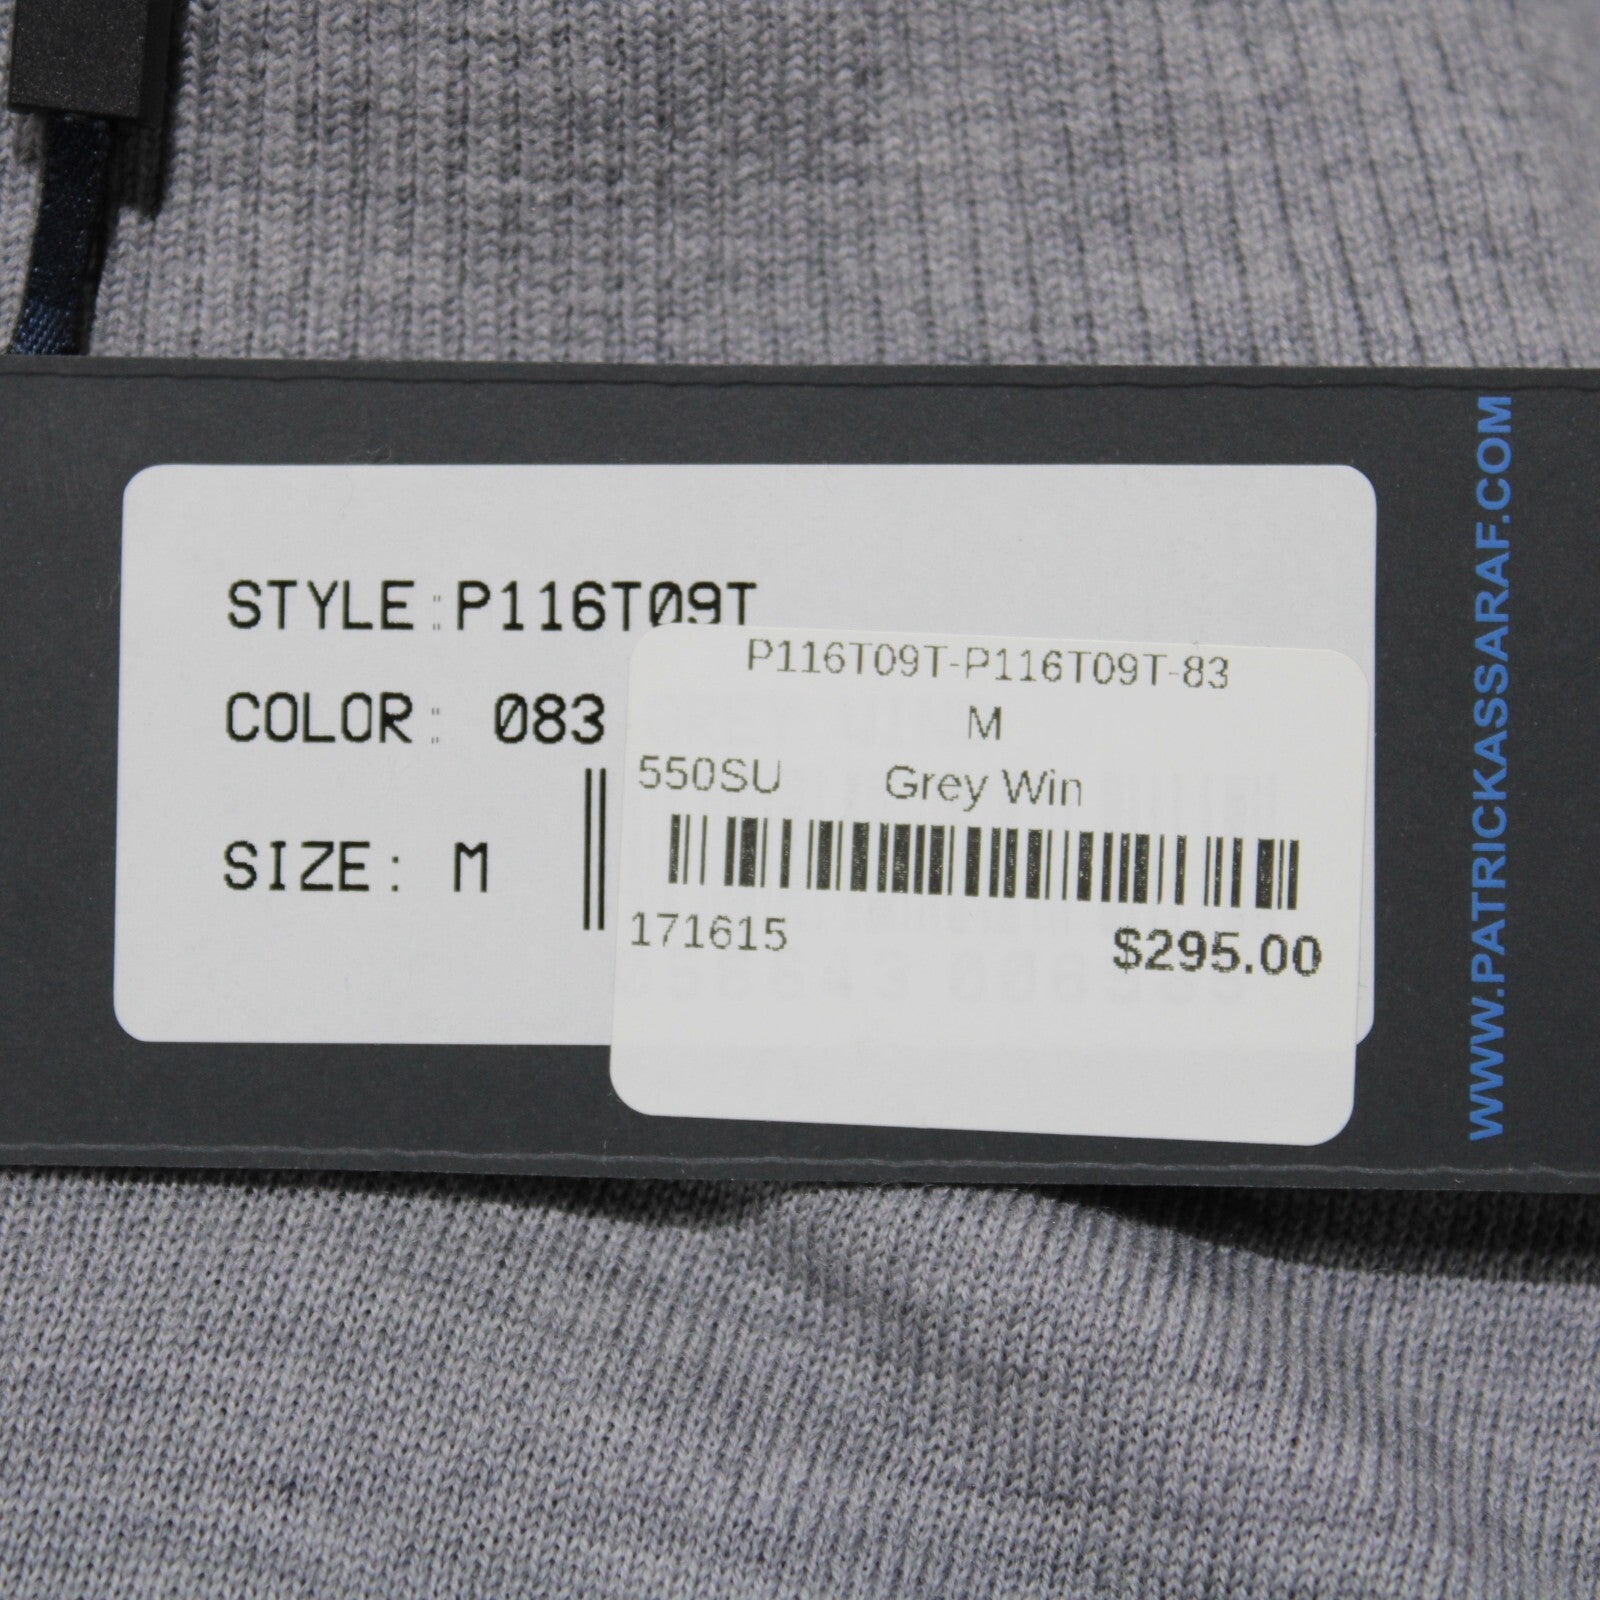 STYLE: P116T09T
COLOR: 083
SIZE: M
P116T09T-P116T09T-83
M
550SU Grey Win
171615 $295.00
WWW.PATRICKASSARAF.COM